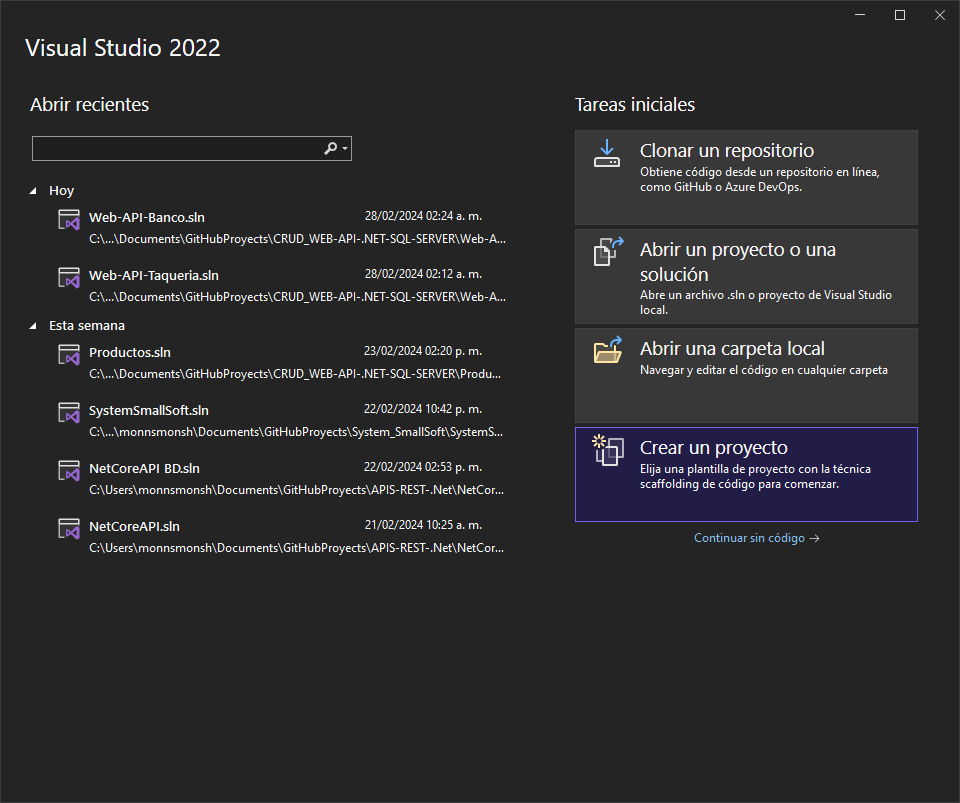 Visual Studio 2022
Abrir recientes
Hoy
Web-API-Banco.sln 28/02/2024 02:24 a. m.
C:\...\Documents\GitHubProyects\CRUD_WEB-API-.NET-SQL-SERVER\Web-A...
Web-API-Taqueria.sln 28/02/2024 02:12 a. m.
C:\...\Documents\GitHubProyects\CRUD_WEB-API-.NET-SQL-SERVER\Web-A...
Esta semana
Productos.sln 23/02/2024 02:20 p. m.
C:\...\Documents\GitHubProyects\CRUD_WEB-API-.NET-SQL-SERVER\Produ...
SystemSmallSoft.sln 22/02/2024 10:42 p. m.
C:\...\monnsmonsh\Documents\GitHubProyects\System_SmallSoft\SystemS...
NetCoreAPI BD.sln 22/02/2024 02:53 p. m.
C:\Users\monnsmonsh\Documents\GitHubProyects\APIS-REST-.Net\NetCor...
NetCoreAPI.sln 21/02/2024 10:25 a. m.
C:\Users\monnsmonsh\Documents\GitHubProyects\APIS-REST-.Net\NetCor...
Tareas iniciales
Clonar un repositorio
Obtiene código desde un repositorio en línea,
como GitHub o Azure DevOps.
Abrir un proyecto o una
solución
Abre un archivo .sln o proyecto de Visual Studio
local.
Abrir una carpeta local
Navegar y editar el código en cualquier carpeta
Crear un proyecto
Elija una plantilla de proyecto con la técnica
scaffolding de código para comenzar.
Continuar sin código →